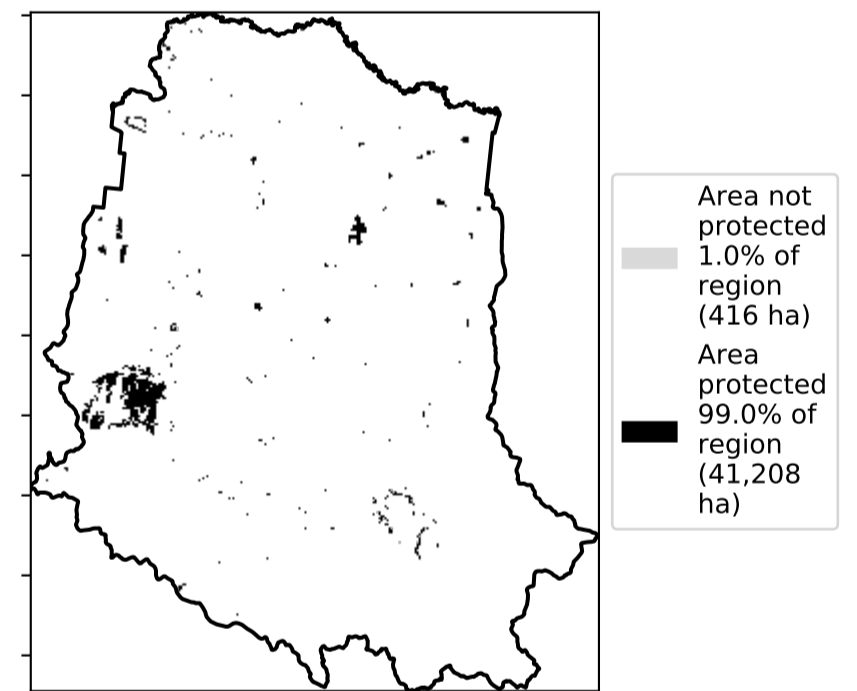 Area not
protected
1.0% of
region
(416 ha)
Area
protected
99.0% of
region
(41,208
ha)